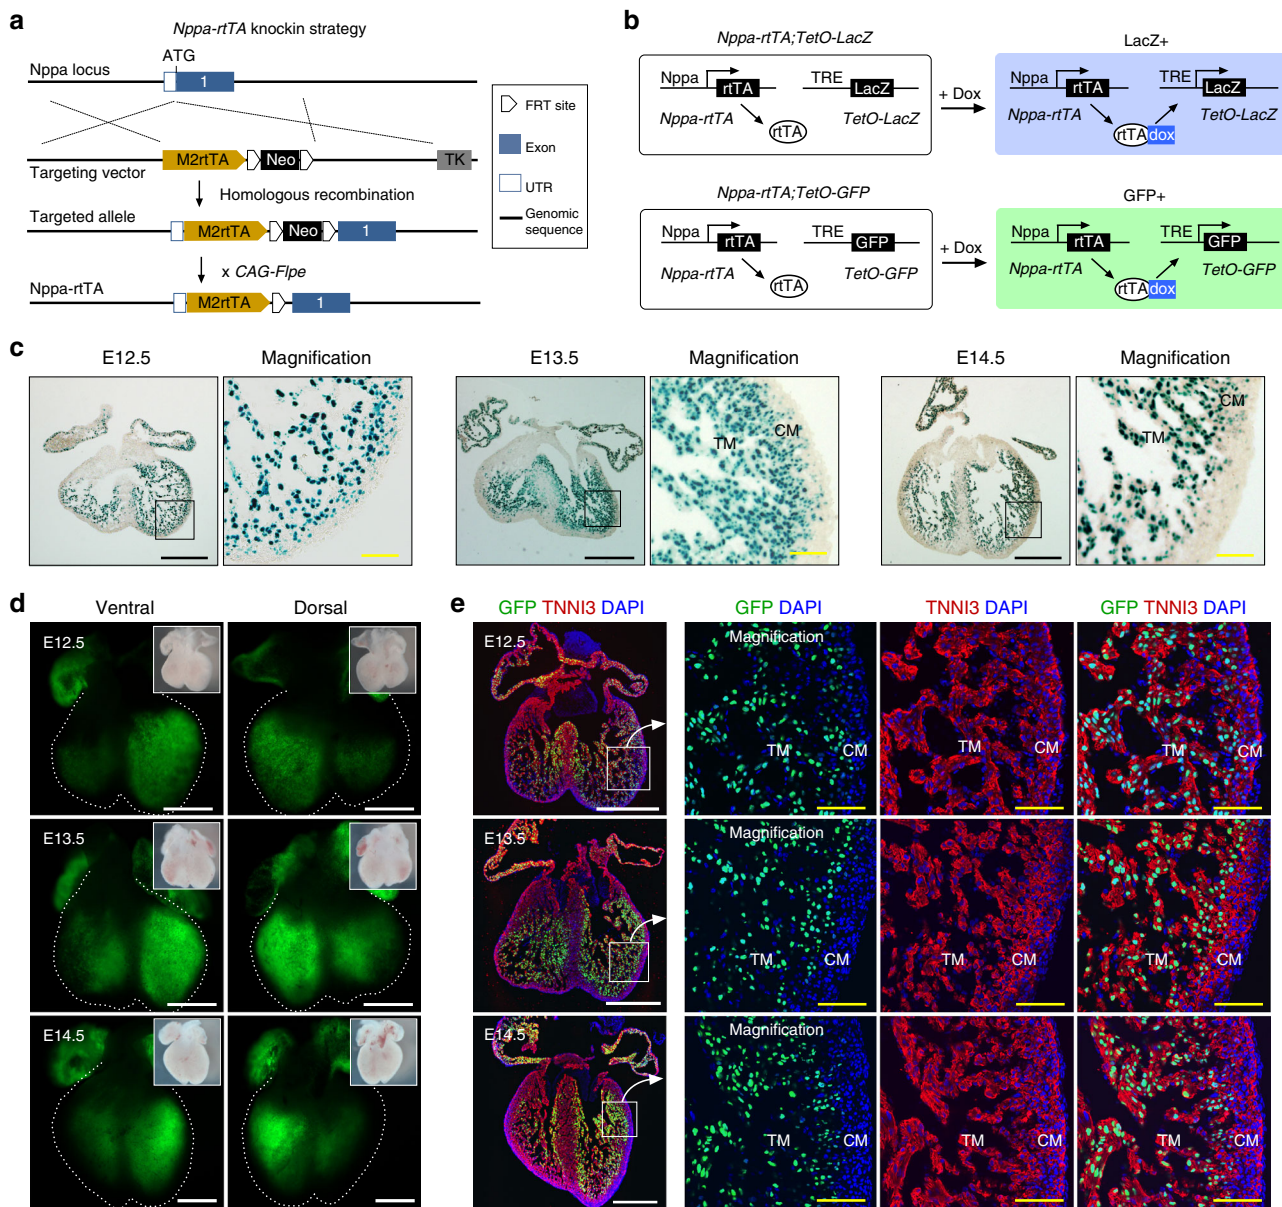 a
Nppa-rtTA knockin strategy
ATG
Nppa locus
1
M2rtTA
Neo
TK
Targeting vector
Homologous recombination
Targeted allele
M2rtTA
Neo
1
x CAG-Flpe
Nppa-rtTA
M2rtTA
1
FRT site
Exon
UTR
Genomic
sequence
b
Nppa-rtTA;TetO-LacZ
Nppa
rtTA
TRE
LacZ
Nppa-rtTA
TetO-LacZ
rtTA
+ Dox
LacZ+
Nppa
rtTA
TRE
LacZ
Nppa-rtTA
TetO-LacZ
rtTA dox
Nppa-rtTA;TetO-GFP
Nppa
rtTA
TRE
GFP
Nppa-rtTA
TetO-GFP
rtTA
+ Dox
GFP+
Nppa
rtTA
TRE
GFP
Nppa-rtTA
TetO-GFP
rtTA dox
c
E12.5 Magnification E13.5 Magnification E14.5 Magnification
TM CM
TM CM
d
Ventral Dorsal
E12.5
E13.5
E14.5
e
GFP TNNI3 DAPI GFP DAPI TNNI3 DAPI GFP TNNI3 DAPI
E12.5 Magnification
TM CM TM CM TM CM
E13.5 Magnification
TM CM TM CM TM CM
E14.5 Magnification
TM CM TM CM TM CM